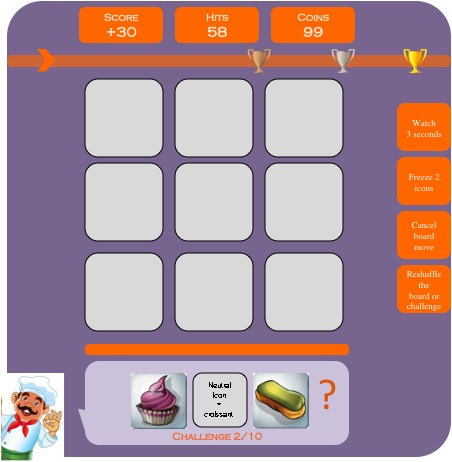 Score
+30
Hits
58
Coins
99
Watch
3 seconds
Freeze 2
icons
Cancel
board
move
Reshuffle
the
board or
challenge
Neutral
Icon
+
croissant
?
Challenge 2/10